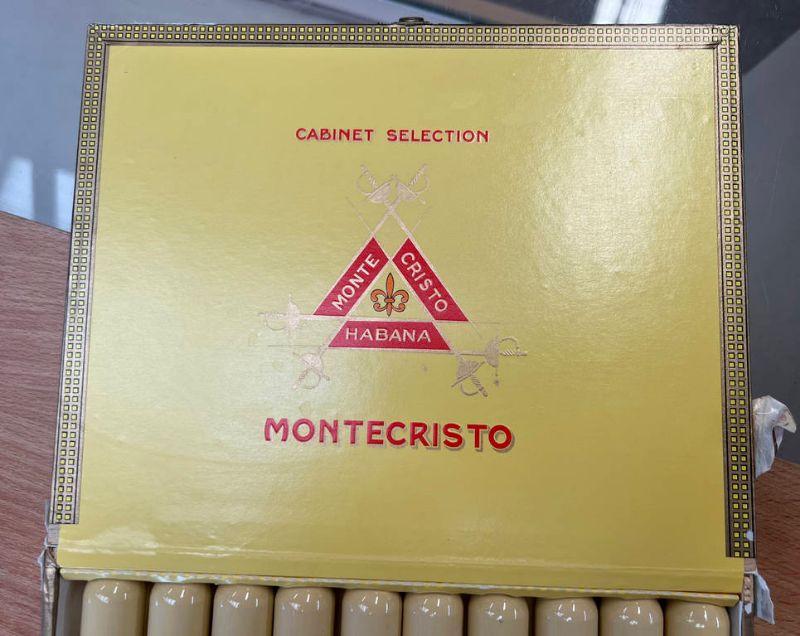 CABINET SELECTION
MONTE CRISTO
HABANA
MONTECRISTO